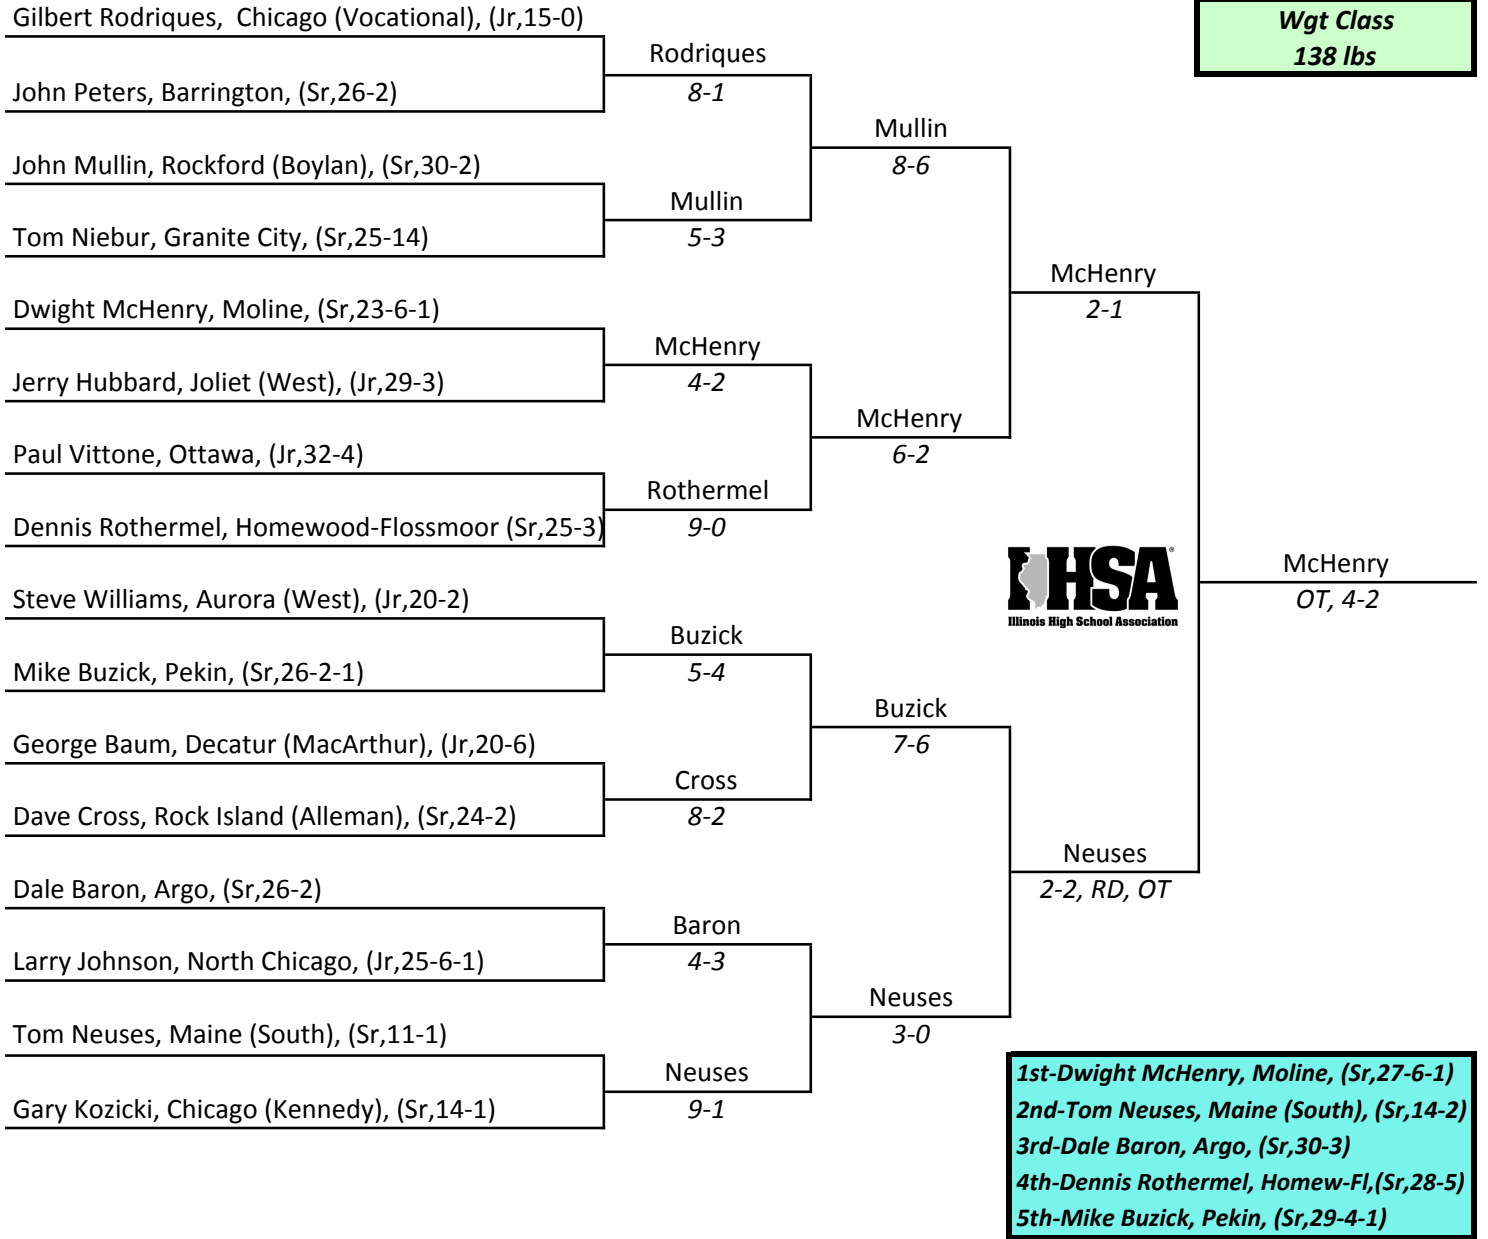 Gilbert Rodriques,  Chicago (Vocational), (Jr,15-0)
Wgt Class
138 lbs
Rodriques
8-1
John Peters, Barrington, (Sr,26-2)
Mullin
8-6
John Mullin, Rockford (Boylan), (Sr,30-2)
Mullin
5-3
Tom Niebur, Granite City, (Sr,25-14)
McHenry
2-1
Dwight McHenry, Moline, (Sr,23-6-1)
McHenry
4-2
Jerry Hubbard, Joliet (West), (Jr,29-3)
McHenry
6-2
Paul Vittone, Ottawa, (Jr,32-4)
Rothermel
9-0
Dennis Rothermel, Homewood-Flossmoor (Sr,25-3)
IHSA®
Illinois High School Association
McHenry
OT, 4-2
Steve Williams, Aurora (West), (Jr,20-2)
Buzick
5-4
Mike Buzick, Pekin, (Sr,26-2-1)
Buzick
7-6
George Baum, Decatur (MacArthur), (Jr,20-6)
Cross
8-2
Dave Cross, Rock Island (Alleman), (Sr,24-2)
Neuses
2-2, RD, OT
Dale Baron, Argo, (Sr,26-2)
Baron
4-3
Larry Johnson, North Chicago, (Jr,25-6-1)
Neuses
3-0
Tom Neuses, Maine (South), (Sr,11-1)
Neuses
9-1
Gary Kozicki, Chicago (Kennedy), (Sr,14-1)
1st-Dwight McHenry, Moline, (Sr,27-6-1)
2nd-Tom Neuses, Maine (South), (Sr,14-2)
3rd-Dale Baron, Argo, (Sr,30-3)
4th-Dennis Rothermel, Homew-Fl,(Sr,28-5)
5th-Mike Buzick, Pekin, (Sr,29-4-1)